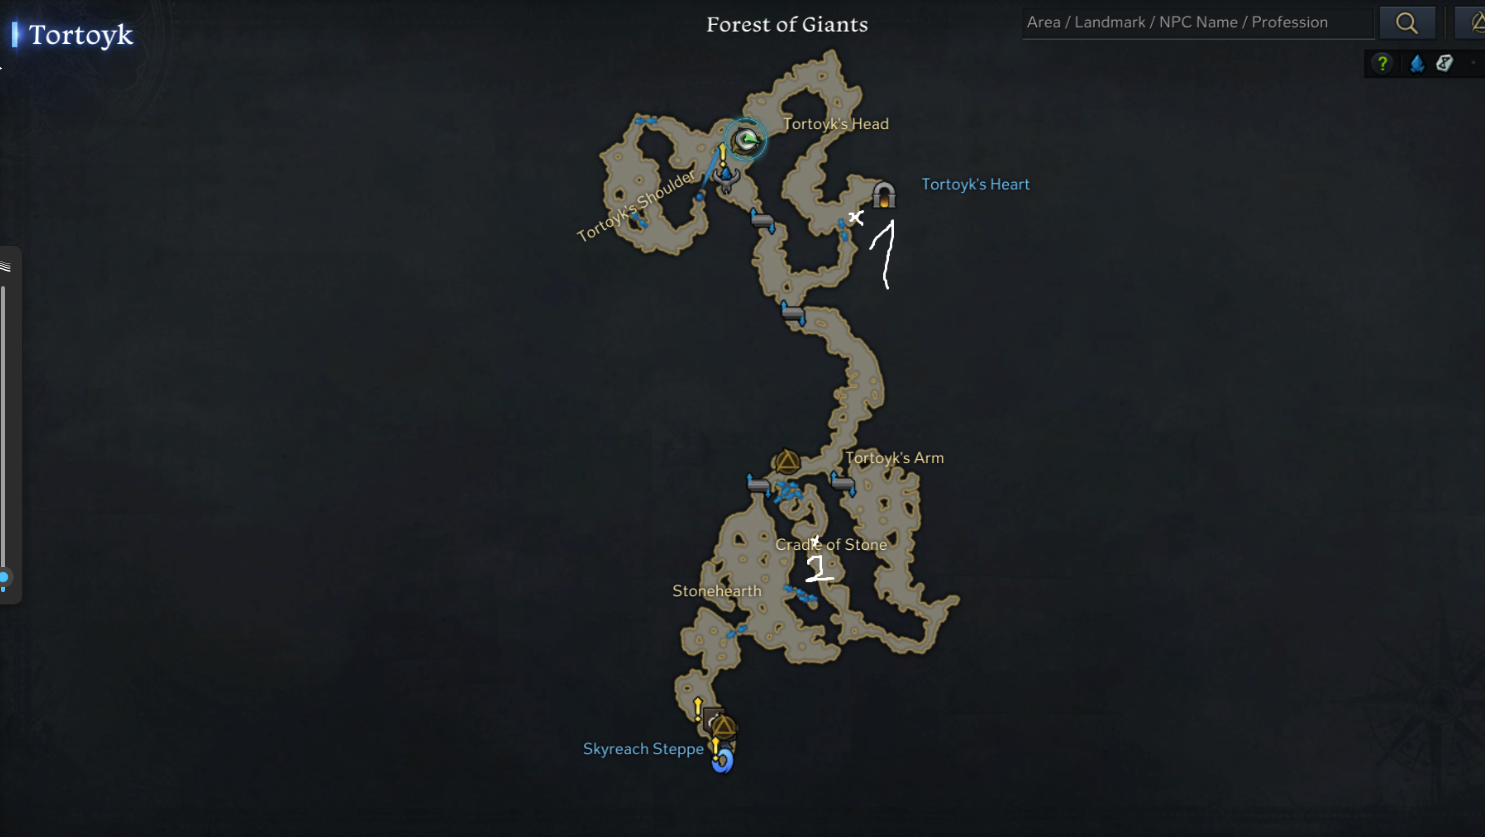 Tortoyk
Forest of Giants
Area / Landmark / NPC Name / Profession
?
Tortoyk's Head
Tortoyk's Shoulder
Tortoyk's Heart
x
1
Tortoyk's Arm
Cradle of Stone
x
2
Stonehearth
Skyreach Steppe